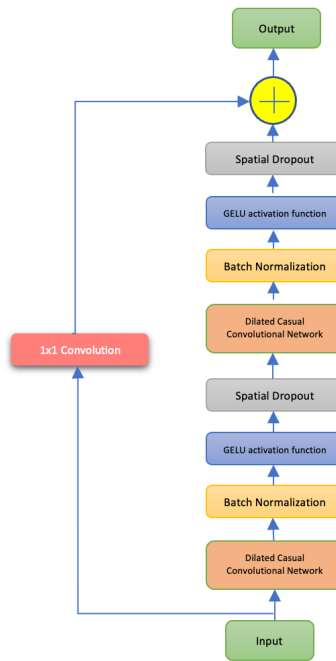 Output
Spatial Dropout
GELU activation function
Batch Normalization
Dilated Casual
Convolutional Network
1x1 Convolution
Spatial Dropout
GELU activation function
Batch Normalization
Dilated Casual
Convolutional Network
Input